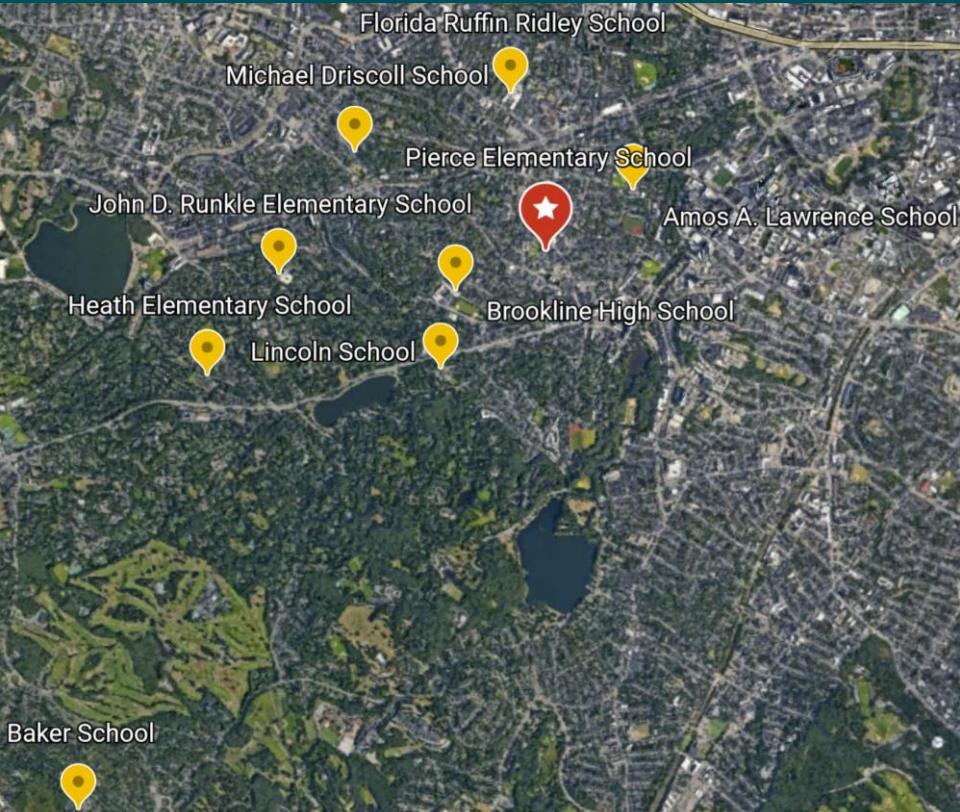 Florida Ruffin Ridley School
Michael Driscoll School
Pierce Elementary School
John D. Runkle Elementary School
Amos A. Lawrence School
Heath Elementary School
Brookline High School
Lincoln School
Baker School